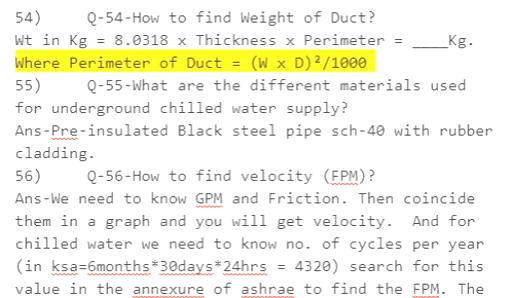 54) Q-54-How to find Weight of Duct?
Wt in Kg = 8.0318 x Thickness x Perimeter = ____Kg.
Where Perimeter of Duct = (W x D)²/1000
55) Q-55-What are the different materials used
for underground chilled water supply?
Ans-Pre-insulated Black steel pipe sch-40 with rubber
cladding.
56) Q-56-How to find velocity (FPM)?
Ans-We need to know GPM and Friction. Then coincide
them in a graph and you will get velocity. And for
chilled water we need to know no. of cycles per year
(in ksa=6months*30days*24hrs = 4320) search for this
value in the annexure of ashrae to find the FPM. The